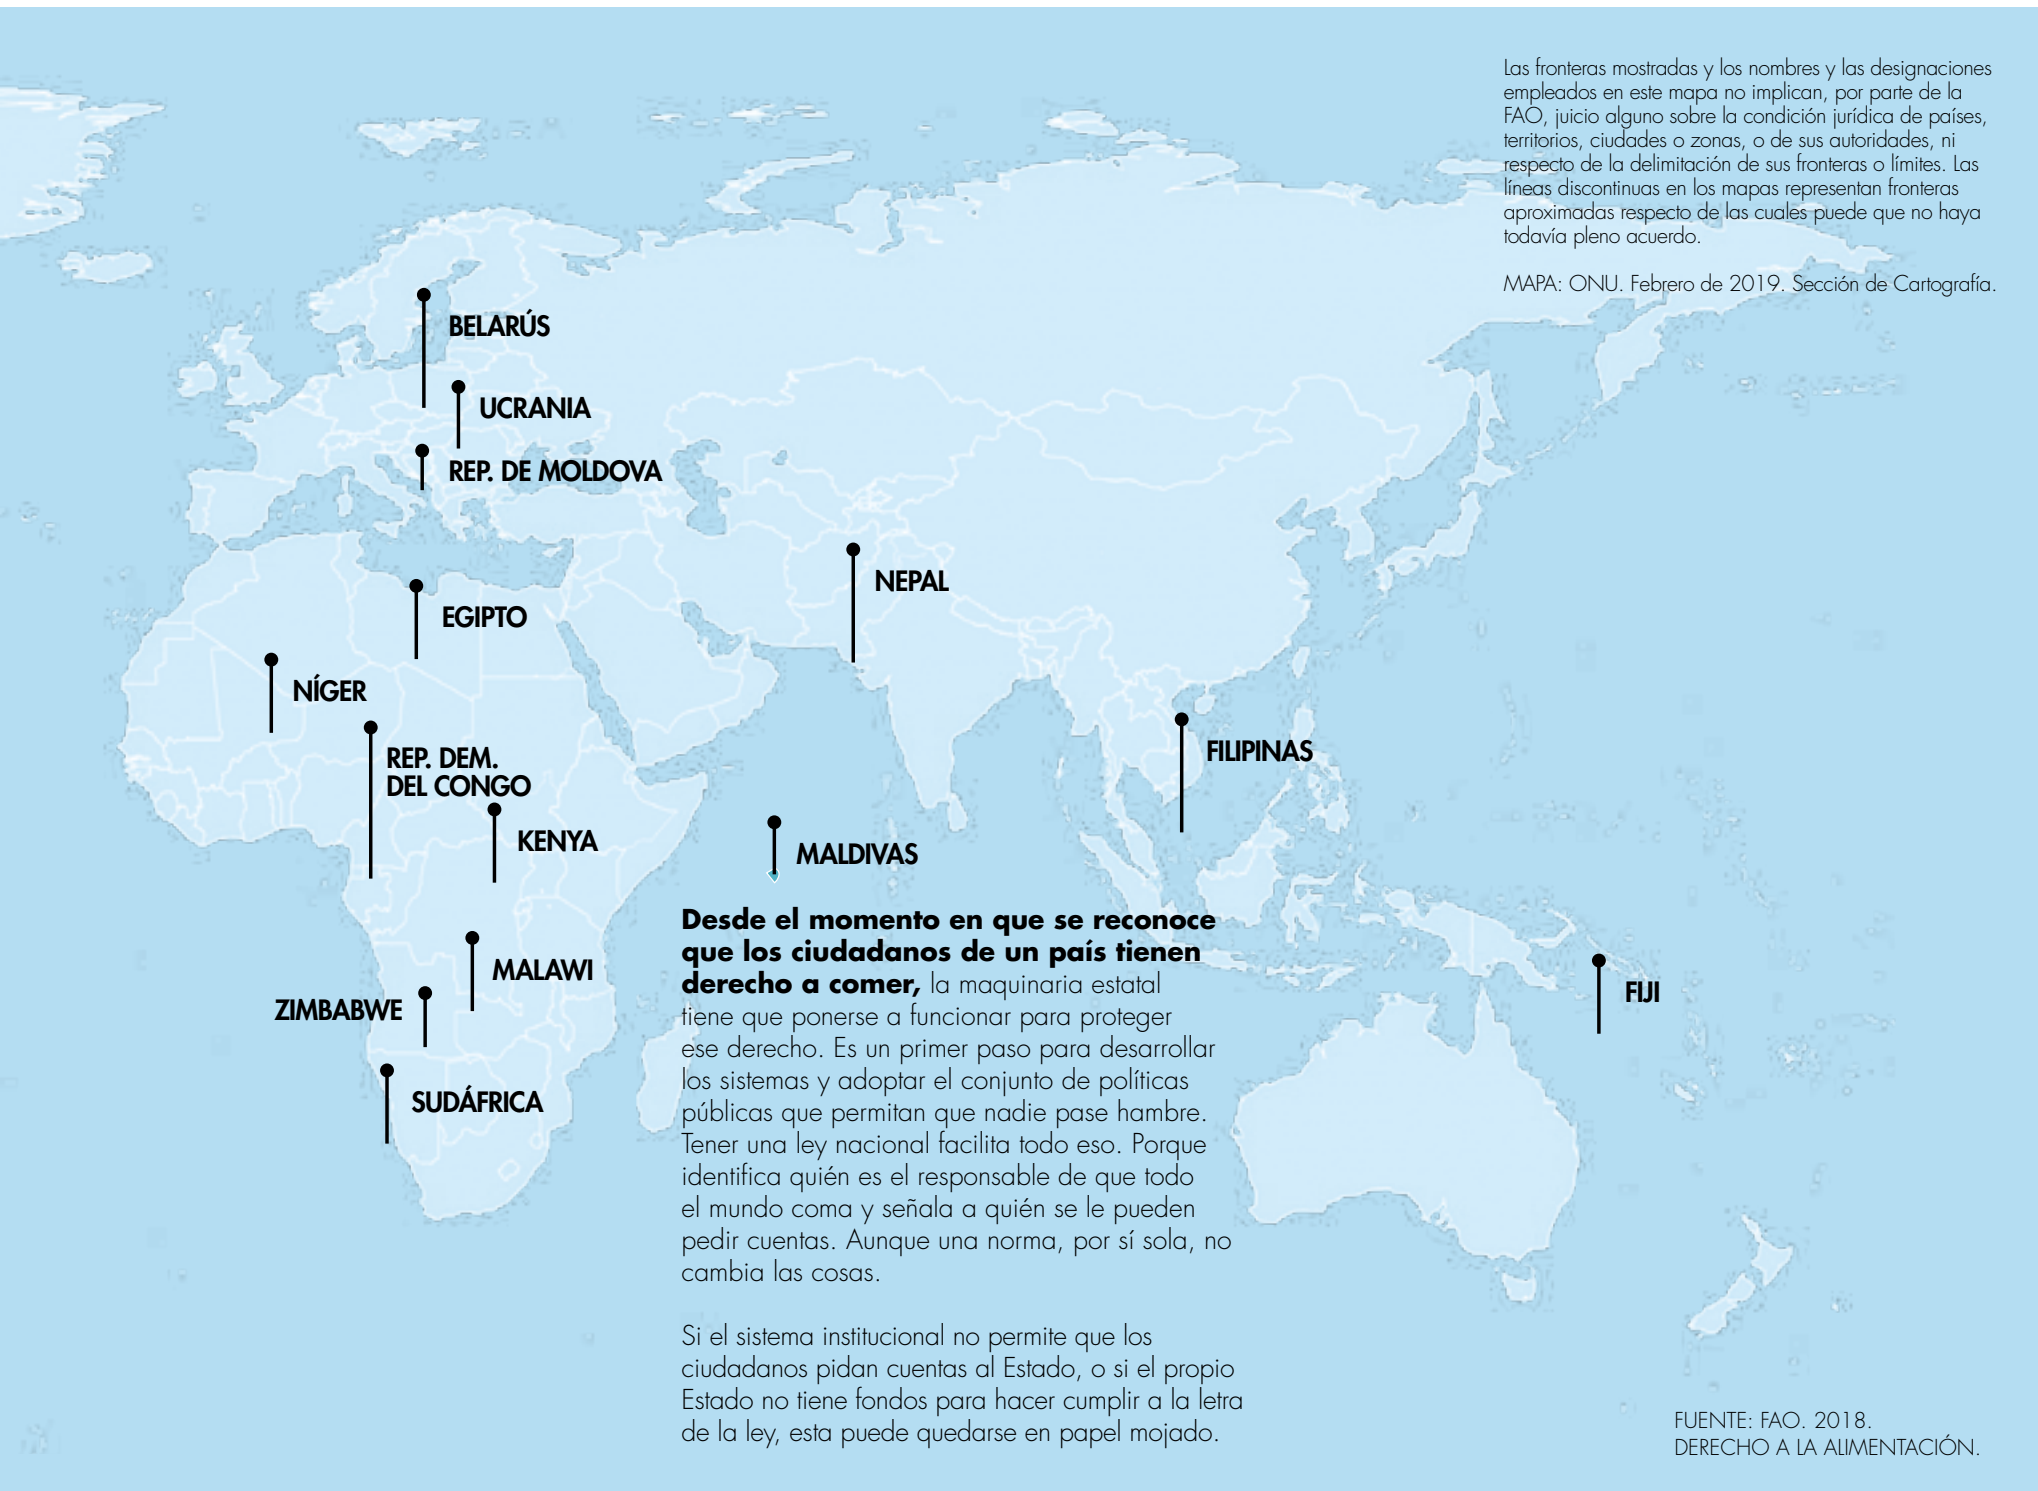 Las fronteras mostradas y los nombres y las designaciones
empleados en este mapa no implican, por parte de la
FAO, juicio alguno sobre la condición jurídica de países,
territorios, ciudades o zonas, o de sus autoridades, ni
respecto de la delimitación de sus fronteras o límites. Las
líneas discontinuas en los mapas representan fronteras
aproximadas respecto de las cuales puede que no haya
todavía pleno acuerdo.
MAPA: ONU. Febrero de 2019. Sección de Cartografía.
BELARÚS
UCRANIA
REP. DE MOLDOVA
NEPAL
EGIPTO
NÍGER
REP. DEM.
DEL CONGO
FILIPINAS
KENYA
MALDIVAS
MALAWI
ZIMBABWE
FIJI
SUDÁFRICA
Desde el momento en que se reconoce
que los ciudadanos de un país tienen
derecho a comer, la maquinaria estatal
tiene que ponerse a funcionar para proteger
ese derecho. Es un primer paso para desarrollar
los sistemas y adoptar el conjunto de políticas
públicas que permitan que nadie pase hambre.
Tener una ley nacional facilita todo eso. Porque
identifica quién es el responsable de que todo
el mundo coma y señala a quién se le pueden
pedir cuentas. Aunque una norma, por sí sola, no
cambia las cosas.
Si el sistema institucional no permite que los
ciudadanos pidan cuentas al Estado, o si el propio
Estado no tiene fondos para hacer cumplir a la letra
de la ley, esta puede quedarse en papel mojado.
FUENTE: FAO. 2018.
DERECHO A LA ALIMENTACIÓN.